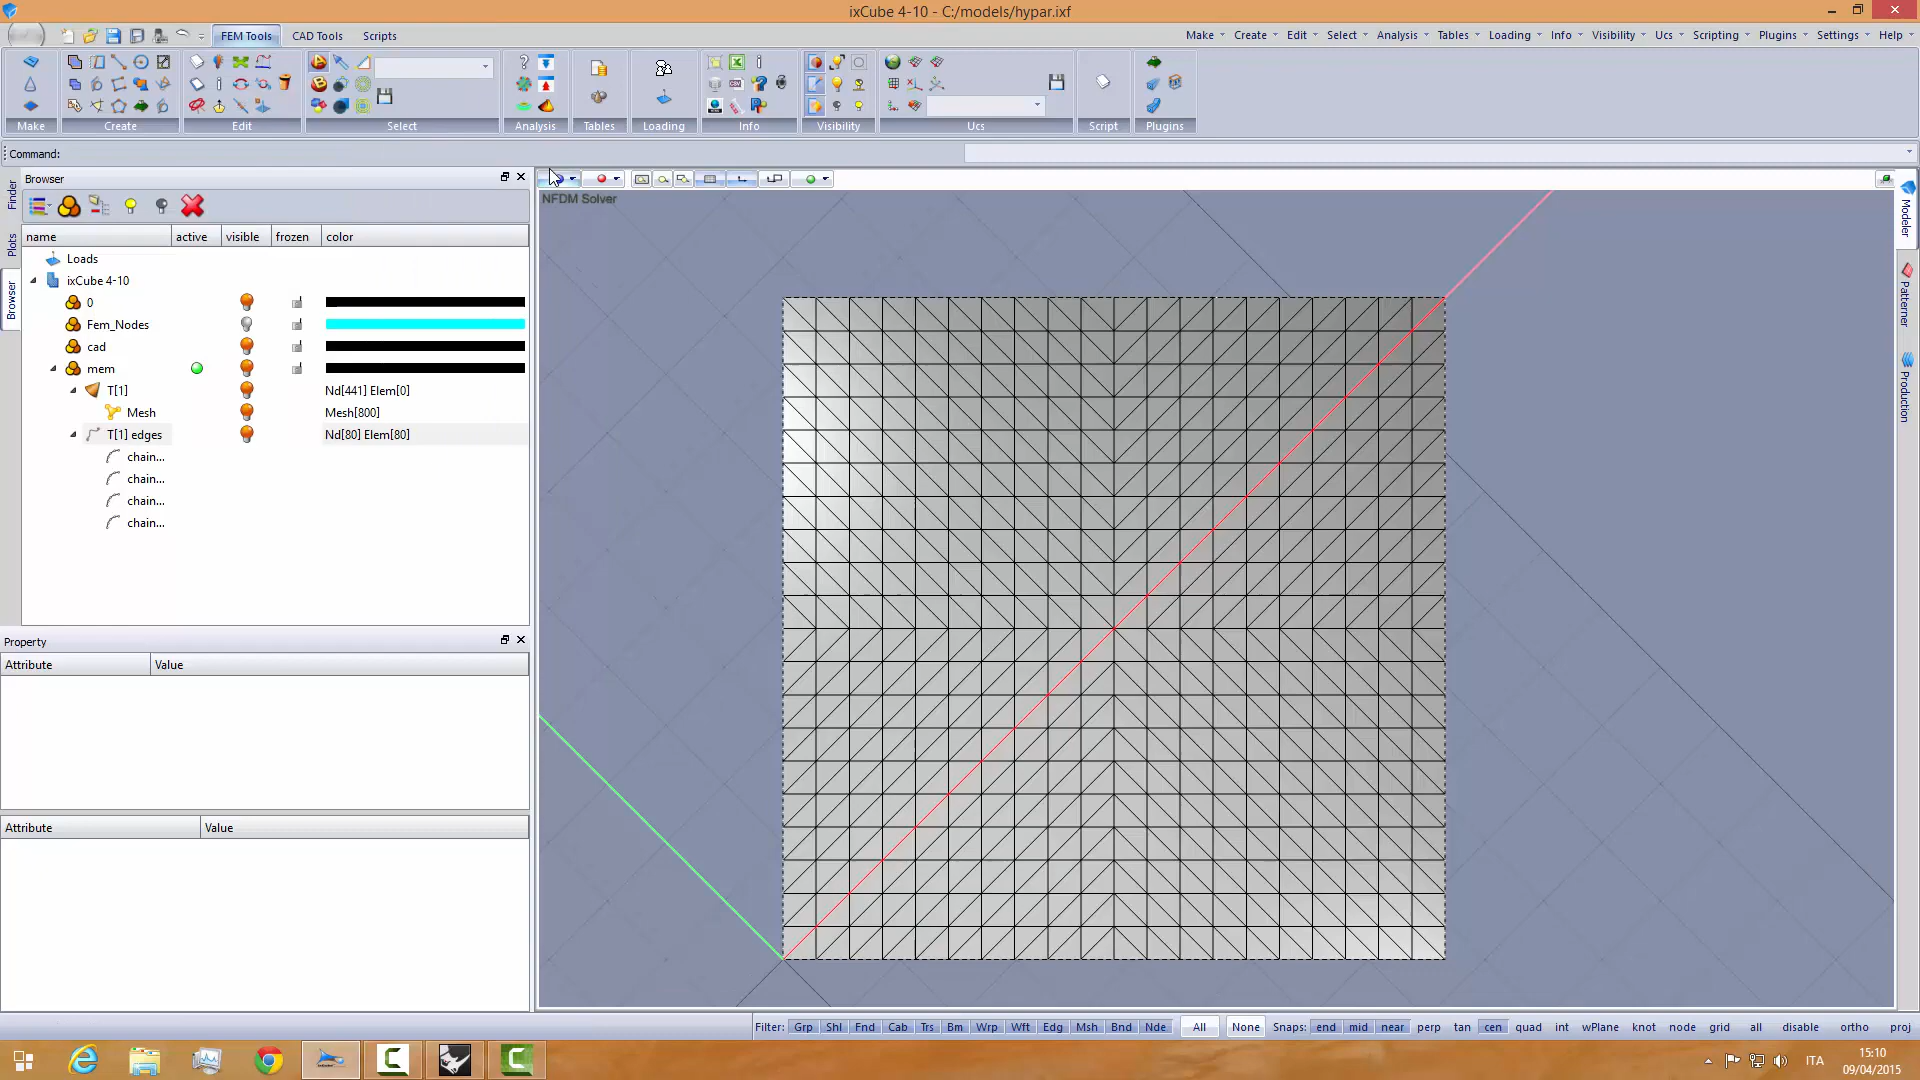 ixCube 4-10 - C:/models/hypar.ixf
FEM Tools CAD Tools Scripts
Make Create Edit Select Analysis Tables Loading Info Visibility Ucs Scripting Plugins Settings Help
Make Create Edit Select Analysis Tables Loading Info Visibility Ucs Script Plugins
Command:
Browser
Finder
Plots
Browser
name active visible frozen color
Loads
ixCube 4-10
0
Fem_Nodes
cad
mem
T[1] Nd[441] Elem[0]
Mesh Mesh[800]
T[1] edges Nd[80] Elem[80]
chain...
chain...
chain...
chain...
Property
Attribute Value
Attribute Value
NFDM Solver
Modeler
Patterner
Production
Filter: Grp Shl Fnd Cab Trs Bm Wrp Wft Edg Msh Bnd Nde All None Snaps: end mid near perp tan cen quad int wPlane knot node grid all disable ortho proj
ITA
15:10
09/04/2015